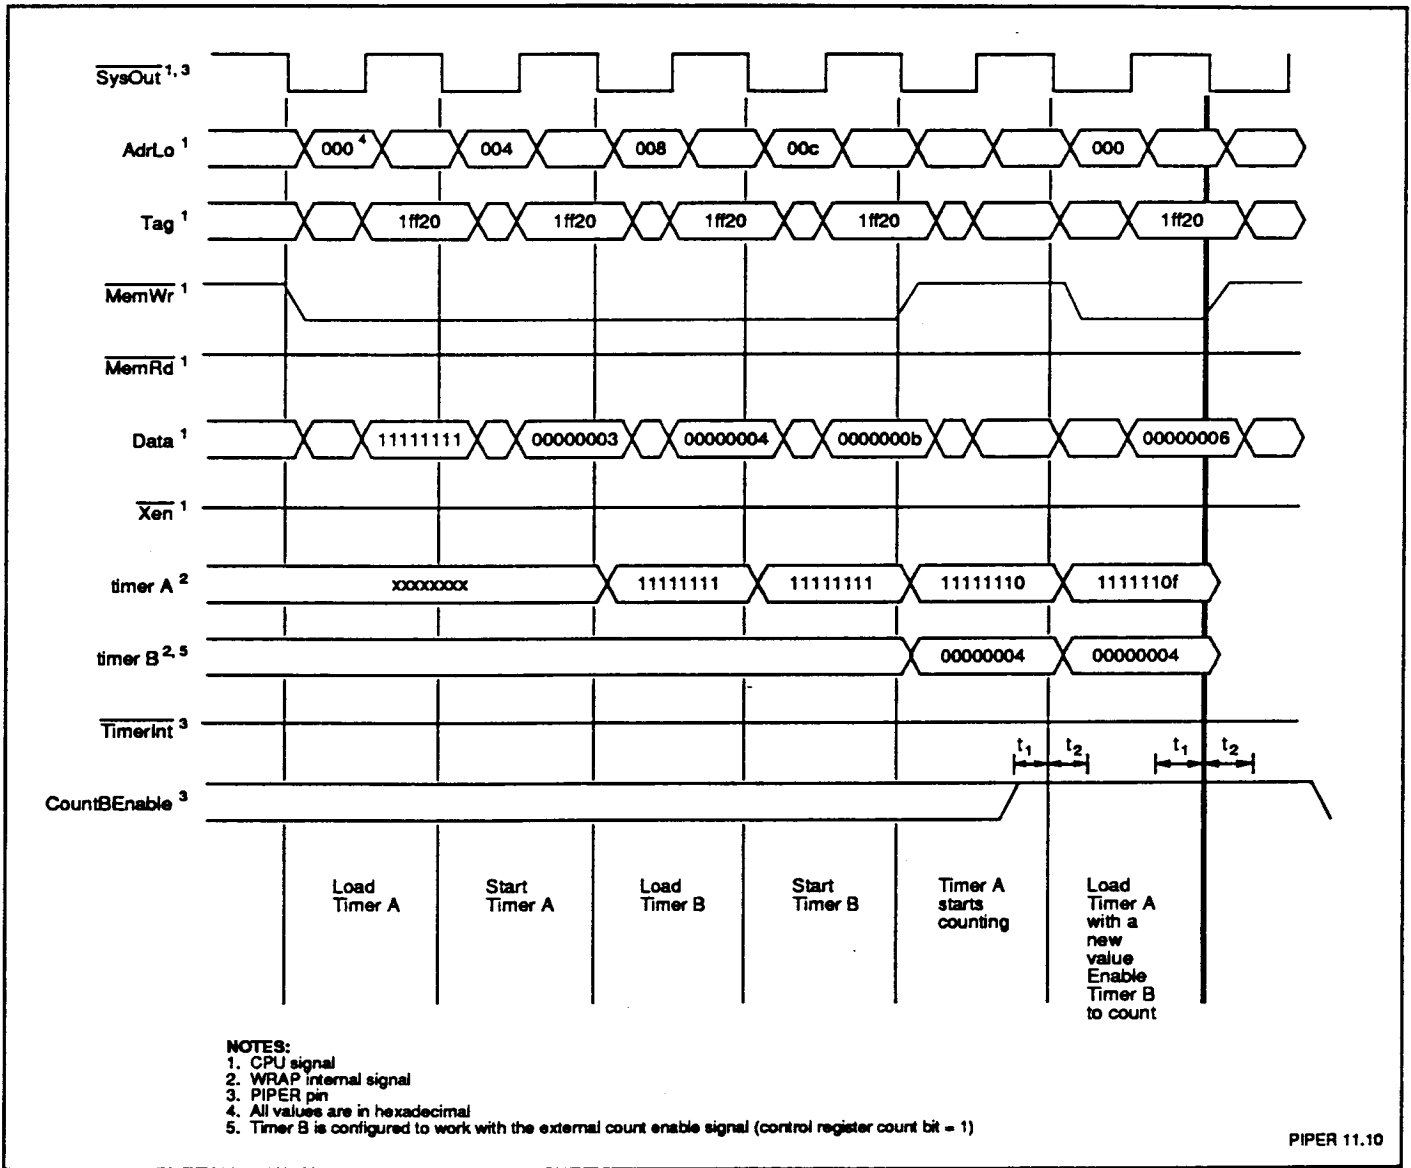 SysOut 1, 3
AdrLo 1
000 4
004
008
00c
000
Tag 1
1ff20
1ff20
1ff20
1ff20
1ff20
MemWr 1
MemRd 1
Data 1
11111111
00000003
00000004
0000000b
00000006
Xen 1
timer A 2
xxxxxxxx
11111111
11111111
11111110
1111110f
timer B 2, 5
00000004
00000004
TimerInt 3
t1
t2
t1
t2
CountBEnable 3
Load
Timer A
Start
Timer A
Load
Timer B
Start
Timer B
Timer A
starts
counting
Load
Timer A
with a
new
value
Enable
Timer B
to count
NOTES:
1. CPU signal
2. WRAP internal signal
3. PIPER pin
4. All values are in hexadecimal
5. Timer B is configured to work with the external count enable signal (control register count bit = 1)
PIPER 11.10